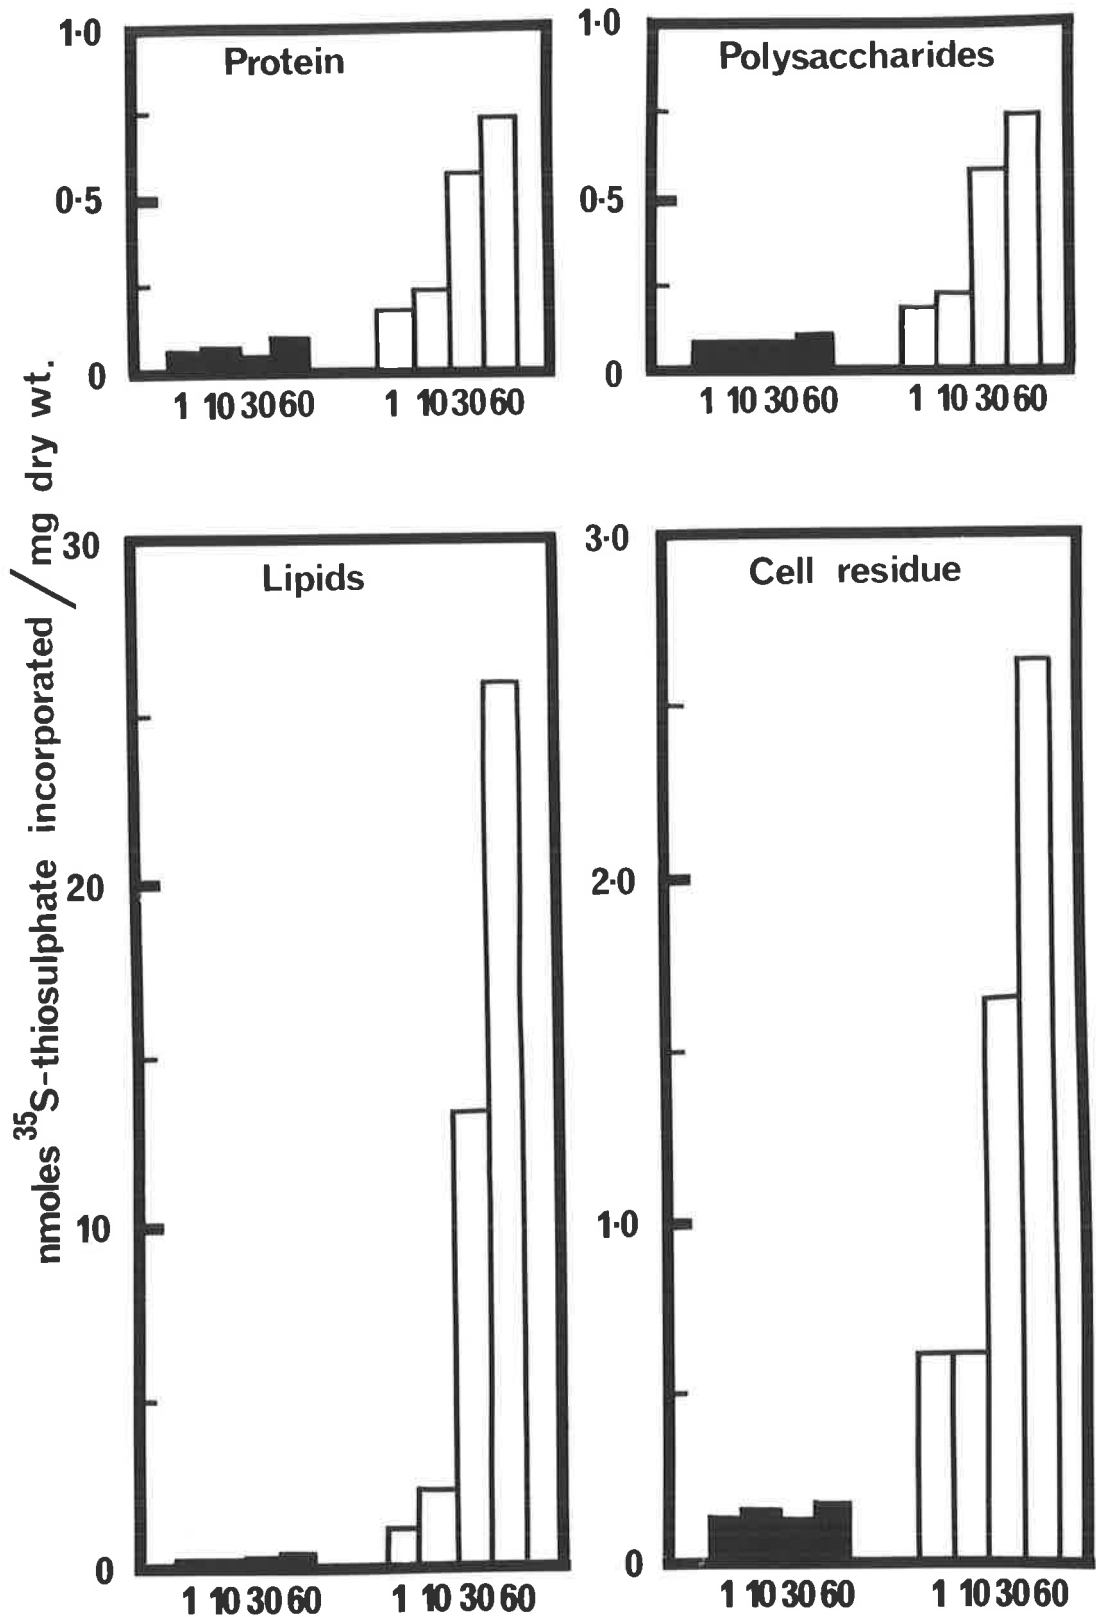 nmoles ³⁵S-thiosulphate incorporated / mg dry wt.
Protein
1·0
0·5
0
1 10 30 60 1 10 30 60
Polysaccharides
1·0
0·5
0
1 10 30 60 1 10 30 60
Lipids
30
20
10
0
1 10 30 60 1 10 30 60
Cell residue
3·0
2·0
1·0
0
1 10 30 60 1 10 30 60